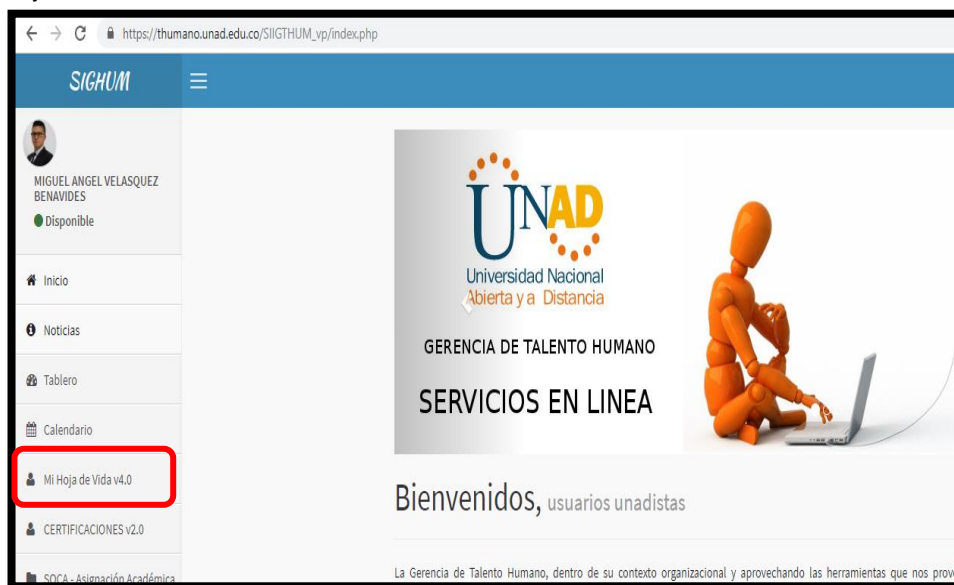 https://thumano.unad.edu.co/SIIGTHUM_vp/index.php
SIGHUM
MIGUEL ANGEL VELASQUEZ
BENAVIDES
Disponible
Inicio
Noticias
Tablero
Calendario
Mi Hoja de Vida v4.0
CERTIFICACIONES v2.0
SOCA - Asignación Académica
UNAD
Universidad Nacional
Abierta y a Distancia
GERENCIA DE TALENTO HUMANO
SERVICIOS EN LINEA
Bienvenidos, usuarios unadistas
La Gerencia de Talento Humano, dentro de su contexto organizacional y aprovechando las herramientas que nos